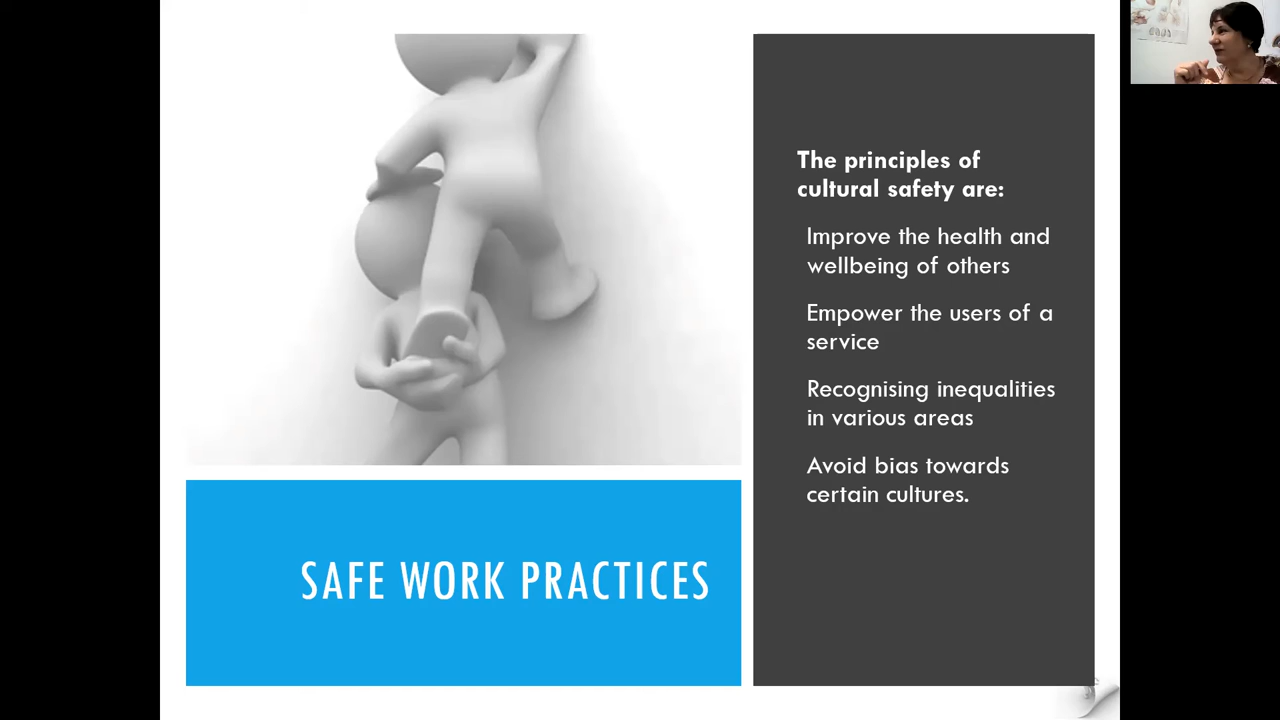 The principles of
cultural safety are:
Improve the health and
wellbeing of others
Empower the users of a
service
Recognising inequalities
in various areas
Avoid bias towards
certain cultures.
SAFE WORK PRACTICES